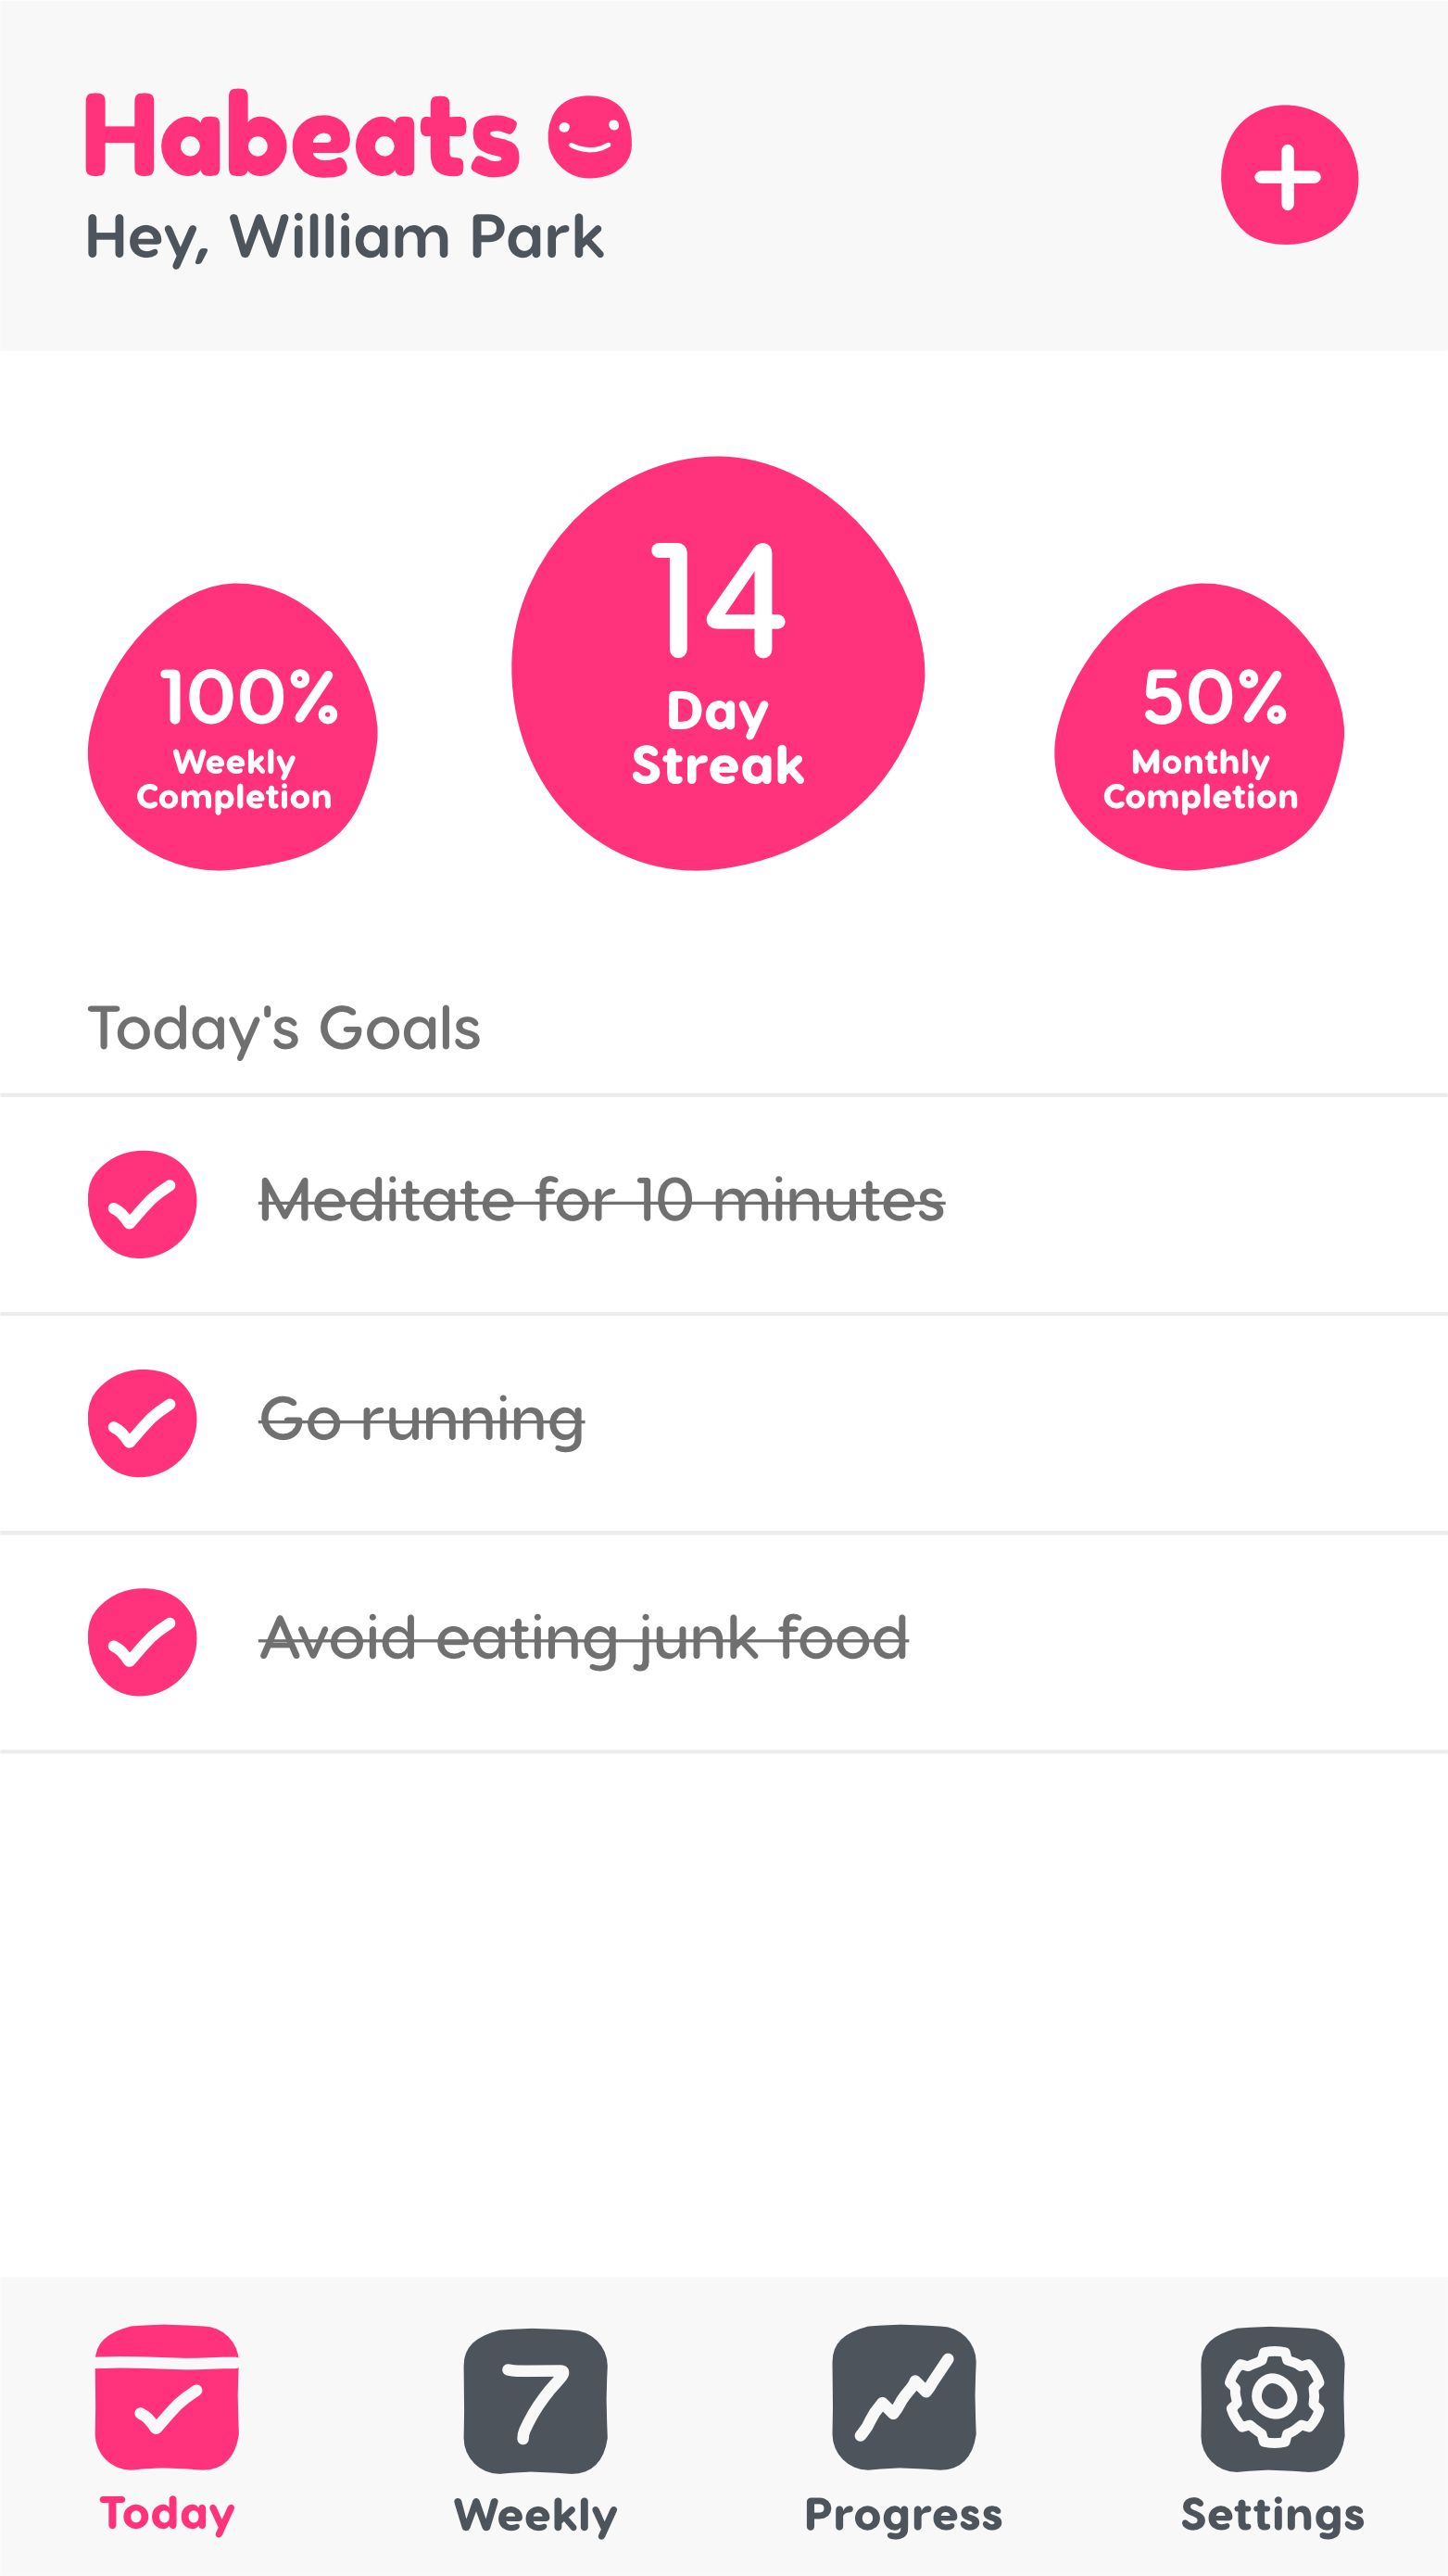 Habeats
Hey, William Park
14
Day
Streak
100%
Weekly
Completion
50%
Monthly
Completion
Today's Goals
Meditate for 10 minutes
Go running
Avoid eating junk food
7
Today
Weekly
Progress
Settings